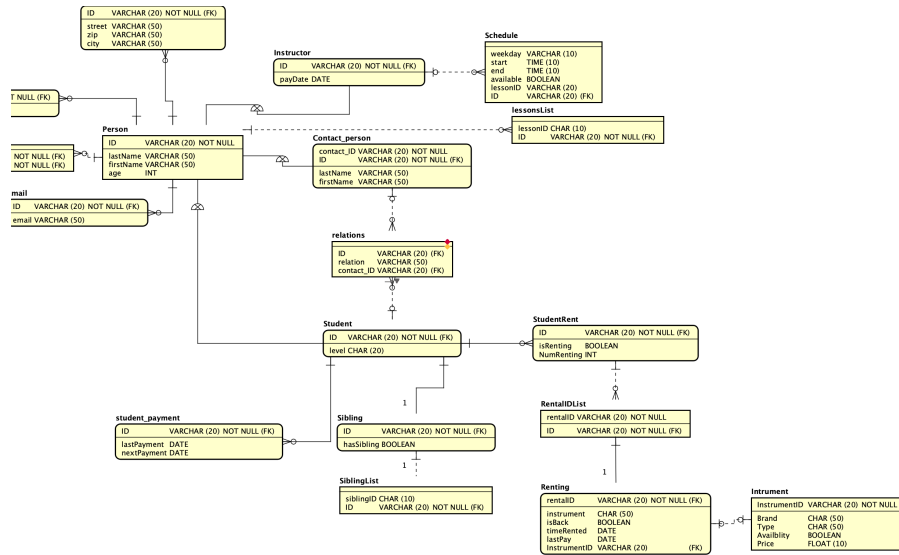 ID VARCHAR (20) NOT NULL (FK)
street VARCHAR (50)
zip VARCHAR (50)
city VARCHAR (50)
Instructor
ID VARCHAR (20) NOT NULL (FK)
payDate DATE
Schedule
weekday VARCHAR (10)
start TIME (10)
end TIME (10)
available BOOLEAN
lessonID VARCHAR (20)
ID VARCHAR (20) (FK)
lessonsList
lessonID CHAR (10)
ID VARCHAR (20) NOT NULL (FK)
T NULL (FK)
Person
ID VARCHAR (20) NOT NULL
lastName VARCHAR (50)
firstName VARCHAR (50)
age INT
NOT NULL (FK)
NOT NULL (FK)
Contact_person
contact_ID VARCHAR (20) NOT NULL
ID VARCHAR (20) NOT NULL (FK)
lastName VARCHAR (50)
firstName VARCHAR (50)
mail
ID VARCHAR (20) NOT NULL (FK)
email VARCHAR (50)
relations
ID VARCHAR (20) (FK)
relation VARCHAR (50)
contact_ID VARCHAR (20) (FK)
Student
ID VARCHAR (20) NOT NULL (FK)
level CHAR (20)
StudentRent
ID VARCHAR (20) NOT NULL (FK)
isRenting BOOLEAN
NumRenting INT
1
student_payment
ID VARCHAR (20) NOT NULL (FK)
lastPayment DATE
nextPayment DATE
Sibling
ID VARCHAR (20) NOT NULL (FK)
hasSibling BOOLEAN
1
SiblingList
siblingID CHAR (10)
ID VARCHAR (20) NOT NULL (FK)
RentalIDList
rentalID VARCHAR (20) NOT NULL
ID VARCHAR (20) NOT NULL (FK)
1
Renting
rentalID VARCHAR (20) NOT NULL (FK)
instrument CHAR (50)
isBack BOOLEAN
timeRented DATE
lastPay DATE
InstrumentID VARCHAR (20) (FK)
Intrument
InstrumentID VARCHAR (20) NOT NULL
Brand CHAR (50)
Type CHAR (50)
Availblity BOOLEAN
Price FLOAT (10)